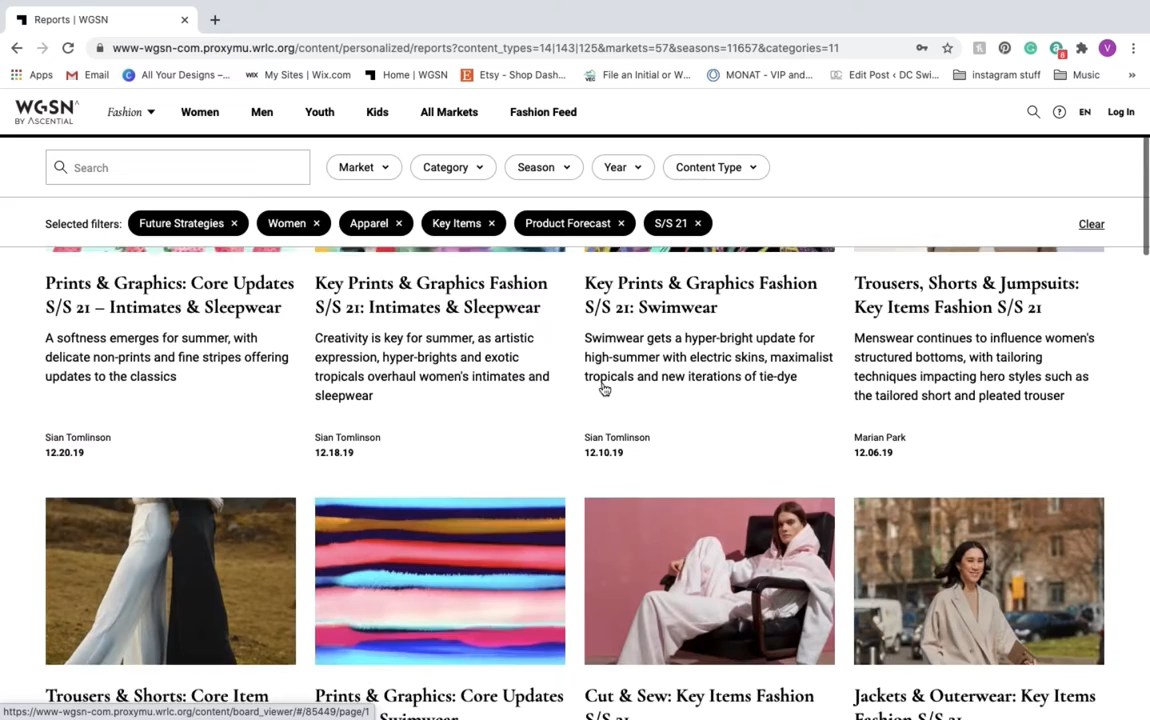 Reports | WGSN
www-wgsn-com.proxymu.wrlc.org/content/personalized/reports?content_types=14|143|125&markets=57&seasons=11657&categories=11
V
Apps
Email
All Your Designs –...
WIX My Sites | Wix.com
Home | WGSN
Etsy - Shop Dash...
File an Initial or W...
MONAT - VIP and...
Edit Post ‹ DC Swi...
instagram stuff
Music
»
WGSN
BY ASCENTIAL
Fashion
Women
Men
Youth
Kids
All Markets
Fashion Feed
EN
Log In
Search
Market
Category
Season
Year
Content Type
Selected filters:
Future Strategies ×
Women ×
Apparel ×
Key Items ×
Product Forecast ×
S/S 21 ×
Clear
Prints & Graphics: Core Updates
S/S 21 – Intimates & Sleepwear
A softness emerges for summer, with
delicate non-prints and fine stripes offering
updates to the classics
Sian Tomlinson
12.20.19
Key Prints & Graphics Fashion
S/S 21: Intimates & Sleepwear
Creativity is key for summer, as artistic
expression, hyper-brights and exotic
tropicals overhaul women's intimates and
sleepwear
Sian Tomlinson
12.18.19
Key Prints & Graphics Fashion
S/S 21: Swimwear
Swimwear gets a hyper-bright update for
high-summer with electric skins, maximalist
tropicals and new iterations of tie-dye
Sian Tomlinson
12.10.19
Trousers, Shorts & Jumpsuits:
Key Items Fashion S/S 21
Menswear continues to influence women's
structured bottoms, with tailoring
techniques impacting hero styles such as
the tailored short and pleated trouser
Marian Park
12.06.19
Trousers & Shorts: Core Item
Prints & Graphics: Core Updates
Swimwear
Cut & Sew: Key Items Fashion
S/S 21
Jackets & Outerwear: Key Items
Fashion S/S 21
https://www-wgsn-com.proxymu.wrlc.org/content/board_viewer/#/85449/page/1